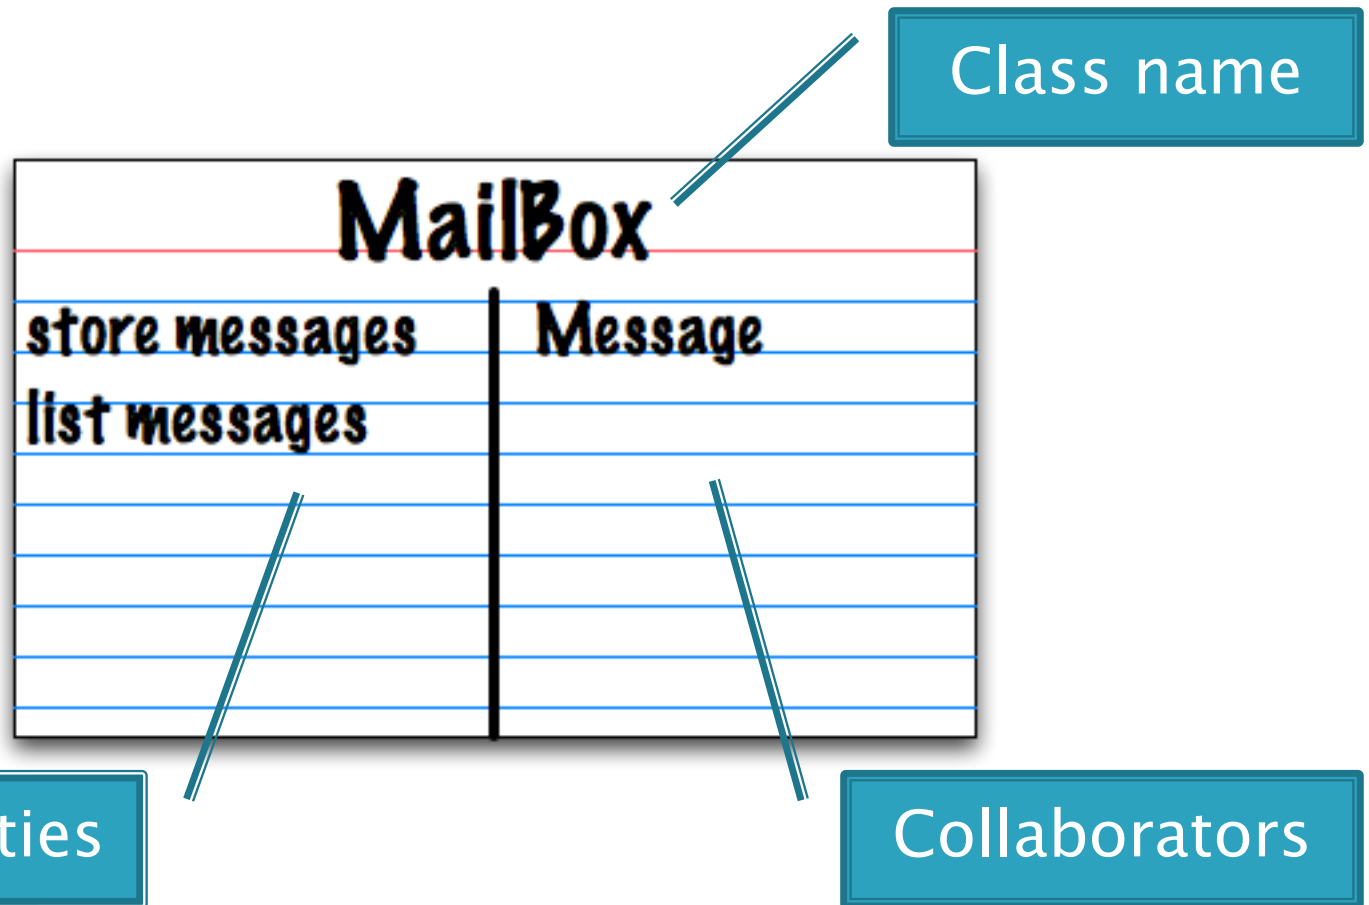 Class name
MailBox
store messages
Message
list messages
ties
Collaborators